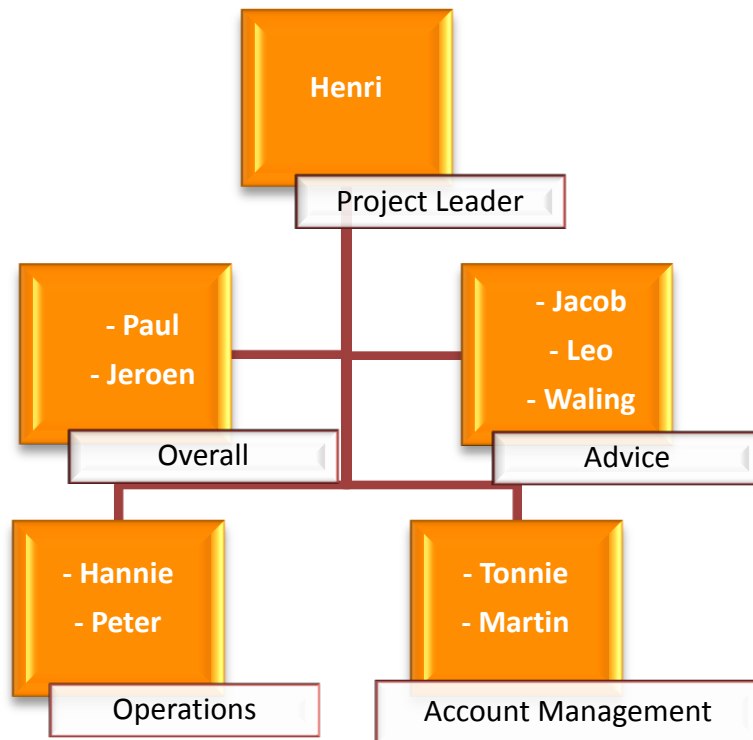 Henri
Project Leader
- Paul
- Jeroen
Overall
- Jacob
- Leo
- Waling
Advice
- Hannie
- Peter
Operations
- Tonnie
- Martin
Account Management